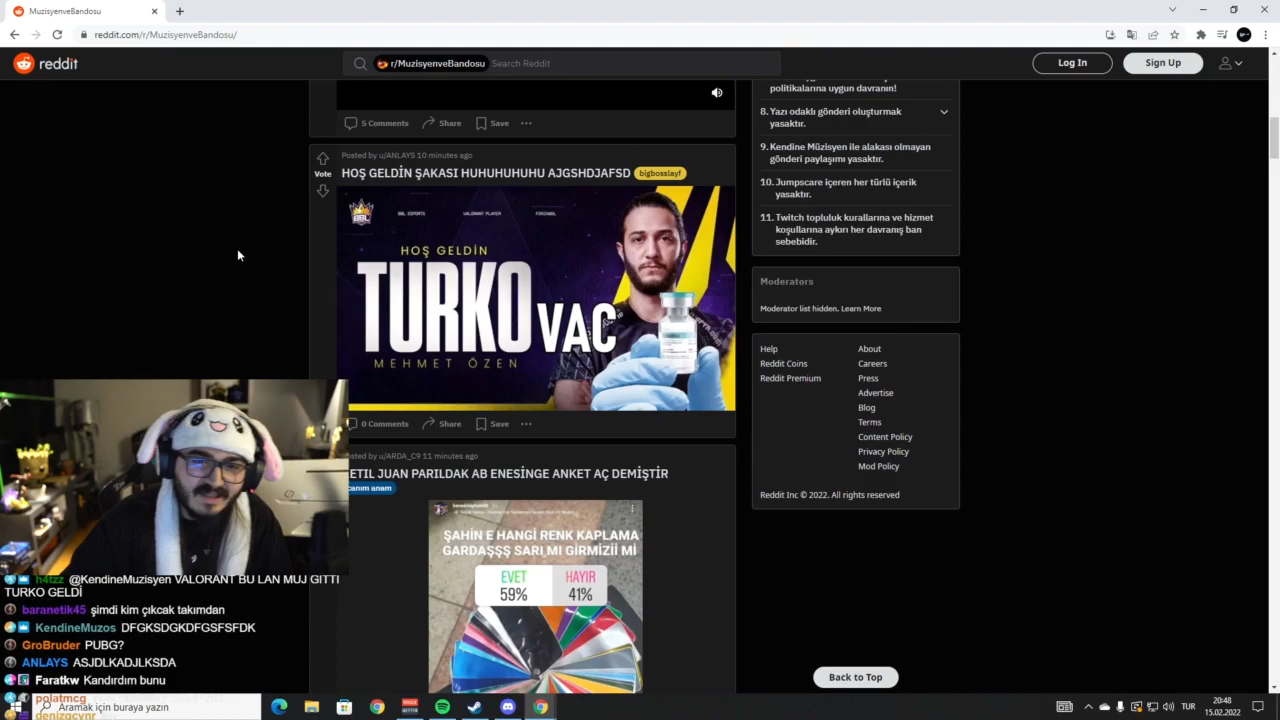 MuzisyenveBandosu
reddit.com/r/MuzisyenveBandosu/
reddit
r/MuzisyenveBandosu
Search Reddit
Log In
Sign Up
5 Comments
Share
Save
Posted by u/ANLAYS 10 minutes ago
Vote
HOŞ GELDİN ŞAKASI HUHUHUHUHU AJGSHDJAFSD
bigbosslayf
BBL ESPORTS
VALORANT PLAYER
HOŞ GELDİN
TURKO VAC
MEHMET ÖZEN
0 Comments
Share
Save
osted by u/ARDA_C9 11 minutes ago
ETIL JUAN PARILDAK AB ENESİNGE ANKET AÇ DEMİŞTİR
canım anam
ŞAHİN E HANGİ RENK KAPLAMA
GARDAŞŞŞ SARI MI GİRMİZİİ Mİ
EVET
59%
HAYIR
41%
politikalarına uygun davranın!
8. Yazı odaklı gönderi oluşturmak
yasaktır.
9. Kendine Müzisyen ile alakası olmayan
gönderi paylaşımı yasaktır.
10. Jumpscare içeren her türlü içerik
yasaktır.
11. Twitch topluluk kurallarına ve hizmet
koşullarına aykırı her davranış ban
sebebidir.
Moderators
Moderator list hidden. Learn More
Help
Reddit Coins
Reddit Premium
About
Careers
Press
Advertise
Blog
Terms
Content Policy
Privacy Policy
Mod Policy
Reddit Inc © 2022. All rights reserved
Back to Top
h4tzz @KendineMuzisyen VALORANT BU LAN MUJ GITTI
TURKO GELDİ
baranetik45 şimdi kim çıkcak takımdan
KendineMuzos DFGKSDGKDFGSFSFDK
GroBruder PUBG?
ANLAYS ASJDLKADJLKSDA
Faratkw Kandırdım bunu
polatmcg
denizgcynr
Aramak için buraya yazın
TUR
20:48
15.02.2022